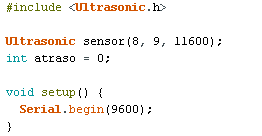 #include <Ultrasonic.h>
Ultrasonic sensor(8, 9, 11600);
int atraso = 0;
void setup() {
Serial.begin(9600);
}